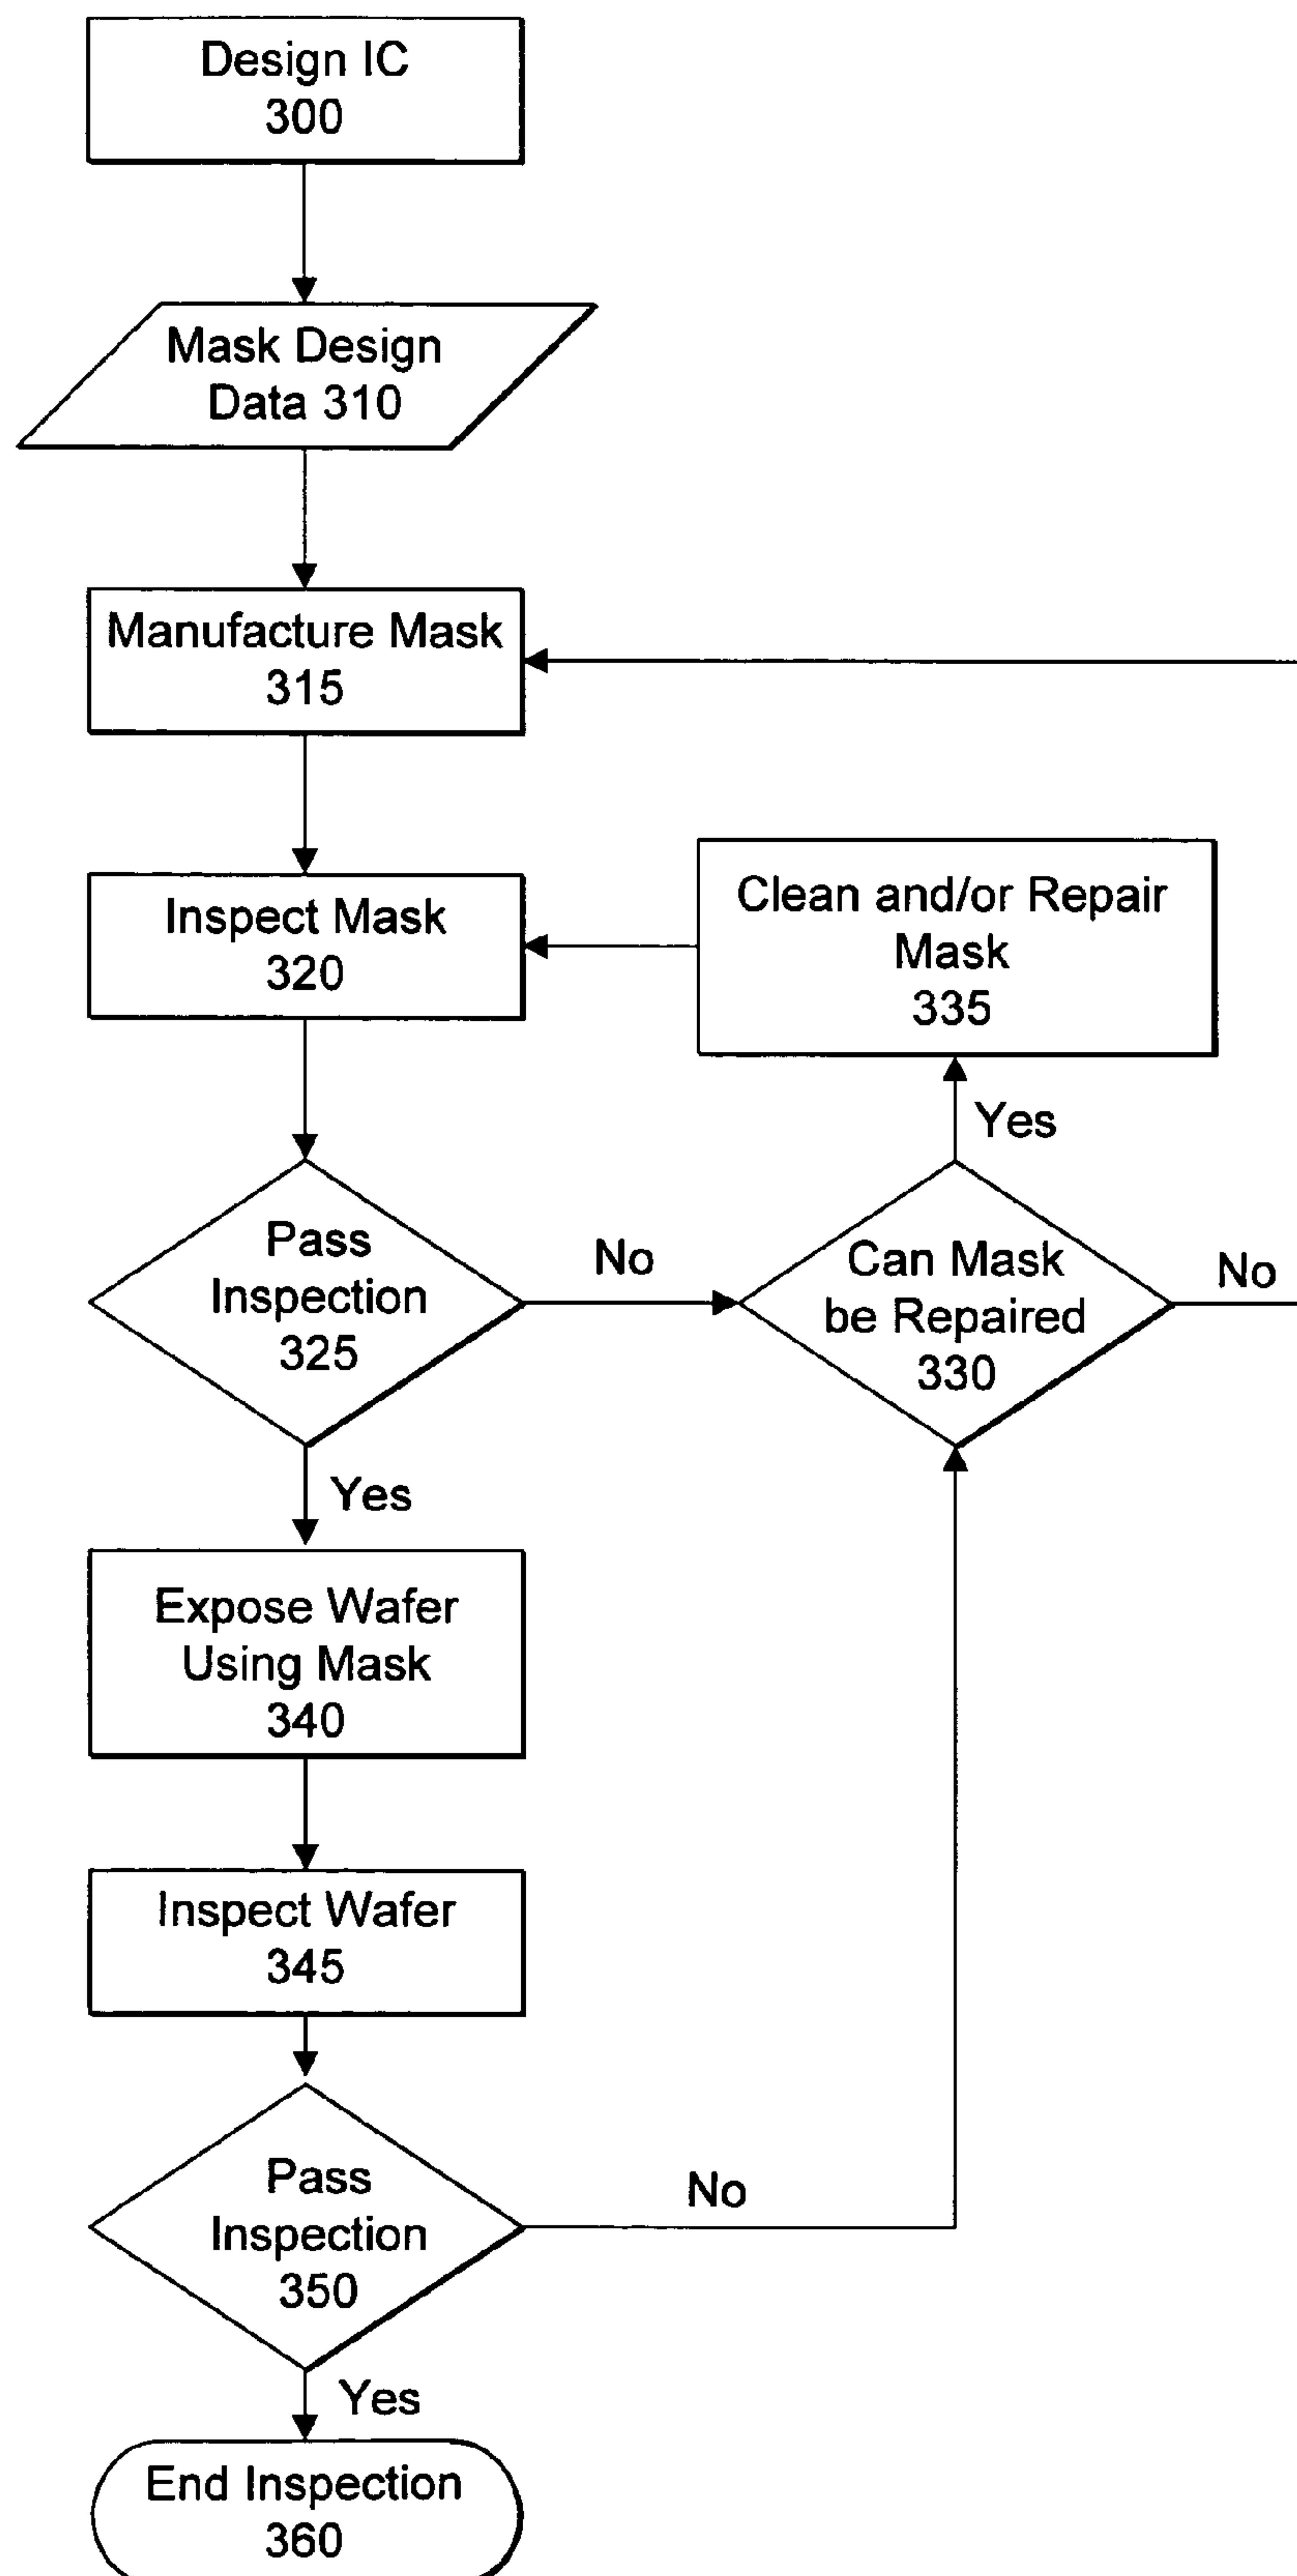 Design IC
300
Mask Design
Data 310
Manufacture Mask
315
Inspect Mask
320
Clean and/or Repair
Mask
335
Yes
Pass
Inspection
325
No
Can Mask
be Repaired
330
No
Yes
Expose Wafer
Using Mask
340
Inspect Wafer
345
Pass
Inspection
350
No
Yes
End Inspection
360